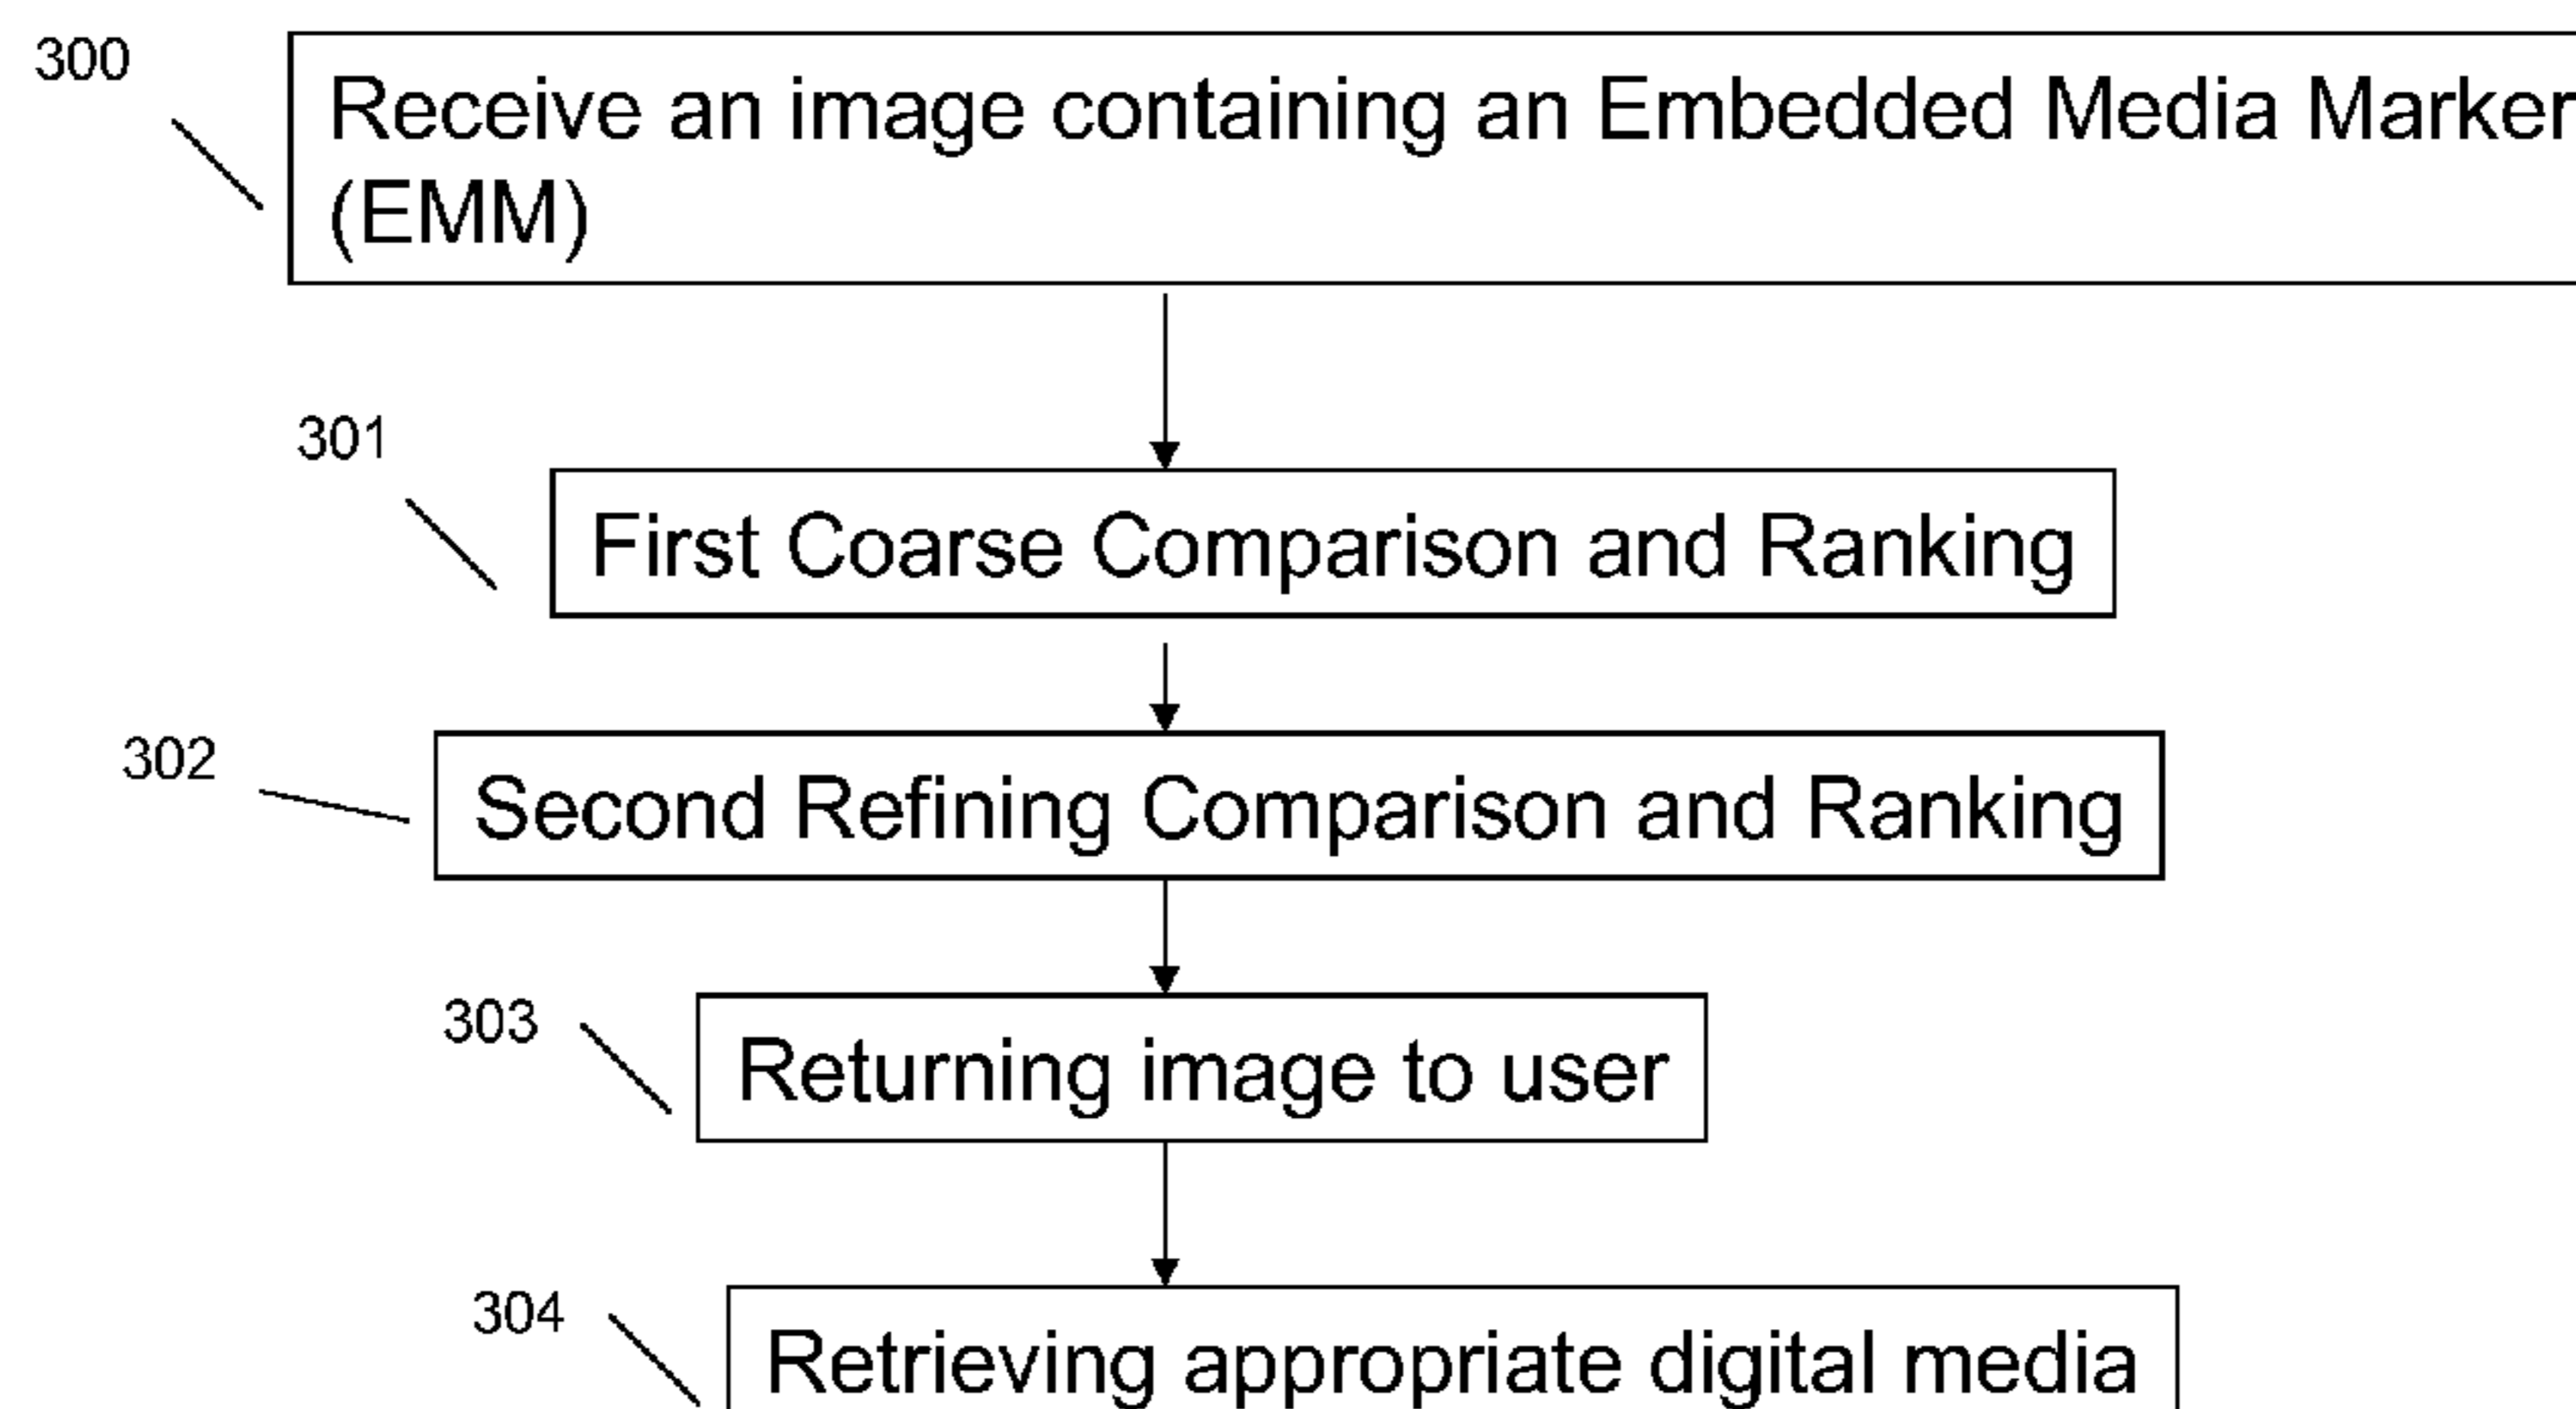 300
Receive an image containing an Embedded Media Marker
(EMM)
301
First Coarse Comparison and Ranking
302
Second Refining Comparison and Ranking
303
Returning image to user
304
Retrieving appropriate digital media